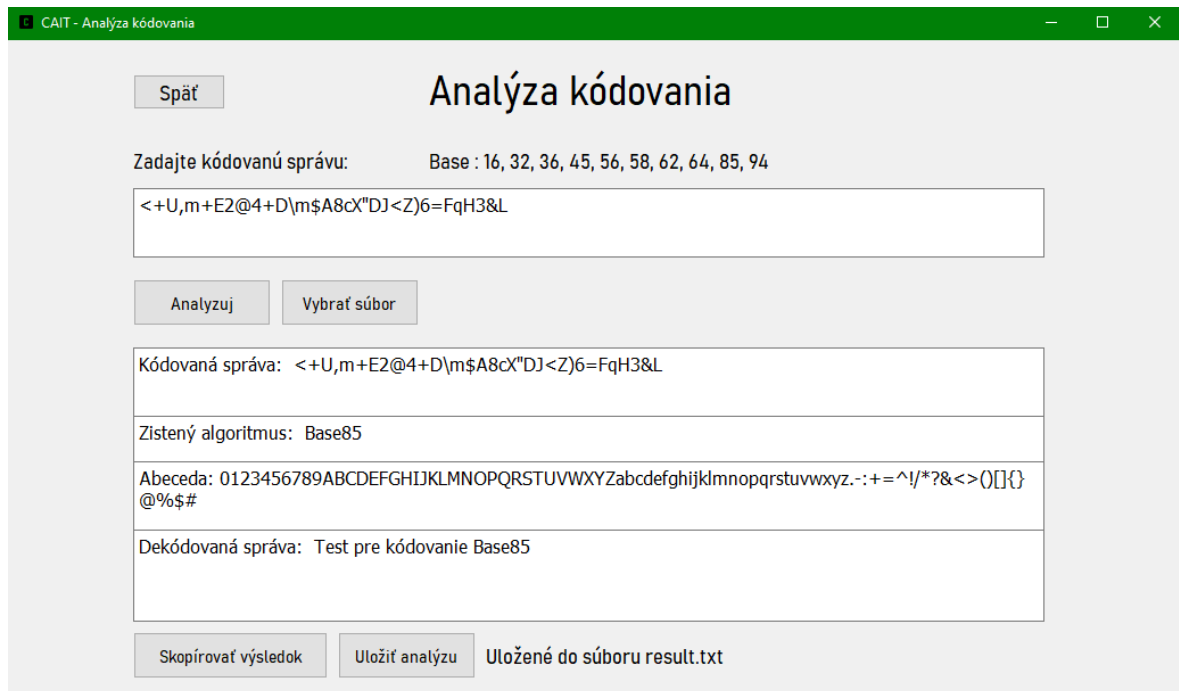 CAIT - Analýza kódovania
Späť
Analýza kódovania
Zadajte kódovanú správu:
Base : 16, 32, 36, 45, 56, 58, 62, 64, 85, 94
<+U,m+E2@4+D\m$A8cX"DJ<Z)6=FqH3&L
Analyzuj
Vybrať súbor
Kódovaná správa:  <+U,m+E2@4+D\m$A8cX"DJ<Z)6=FqH3&L
Zistený algoritmus:  Base85
Abeceda: 0123456789ABCDEFGHIJKLMNOPQRSTUVWXYZabcdefghijklmnopqrstuvwxyz.-:+=^!/*?&<>()[]{}
@%$#
Dekódovaná správa:  Test pre kódovanie Base85
Skopírovať výsledok
Uložiť analýzu
Uložené do súboru result.txt